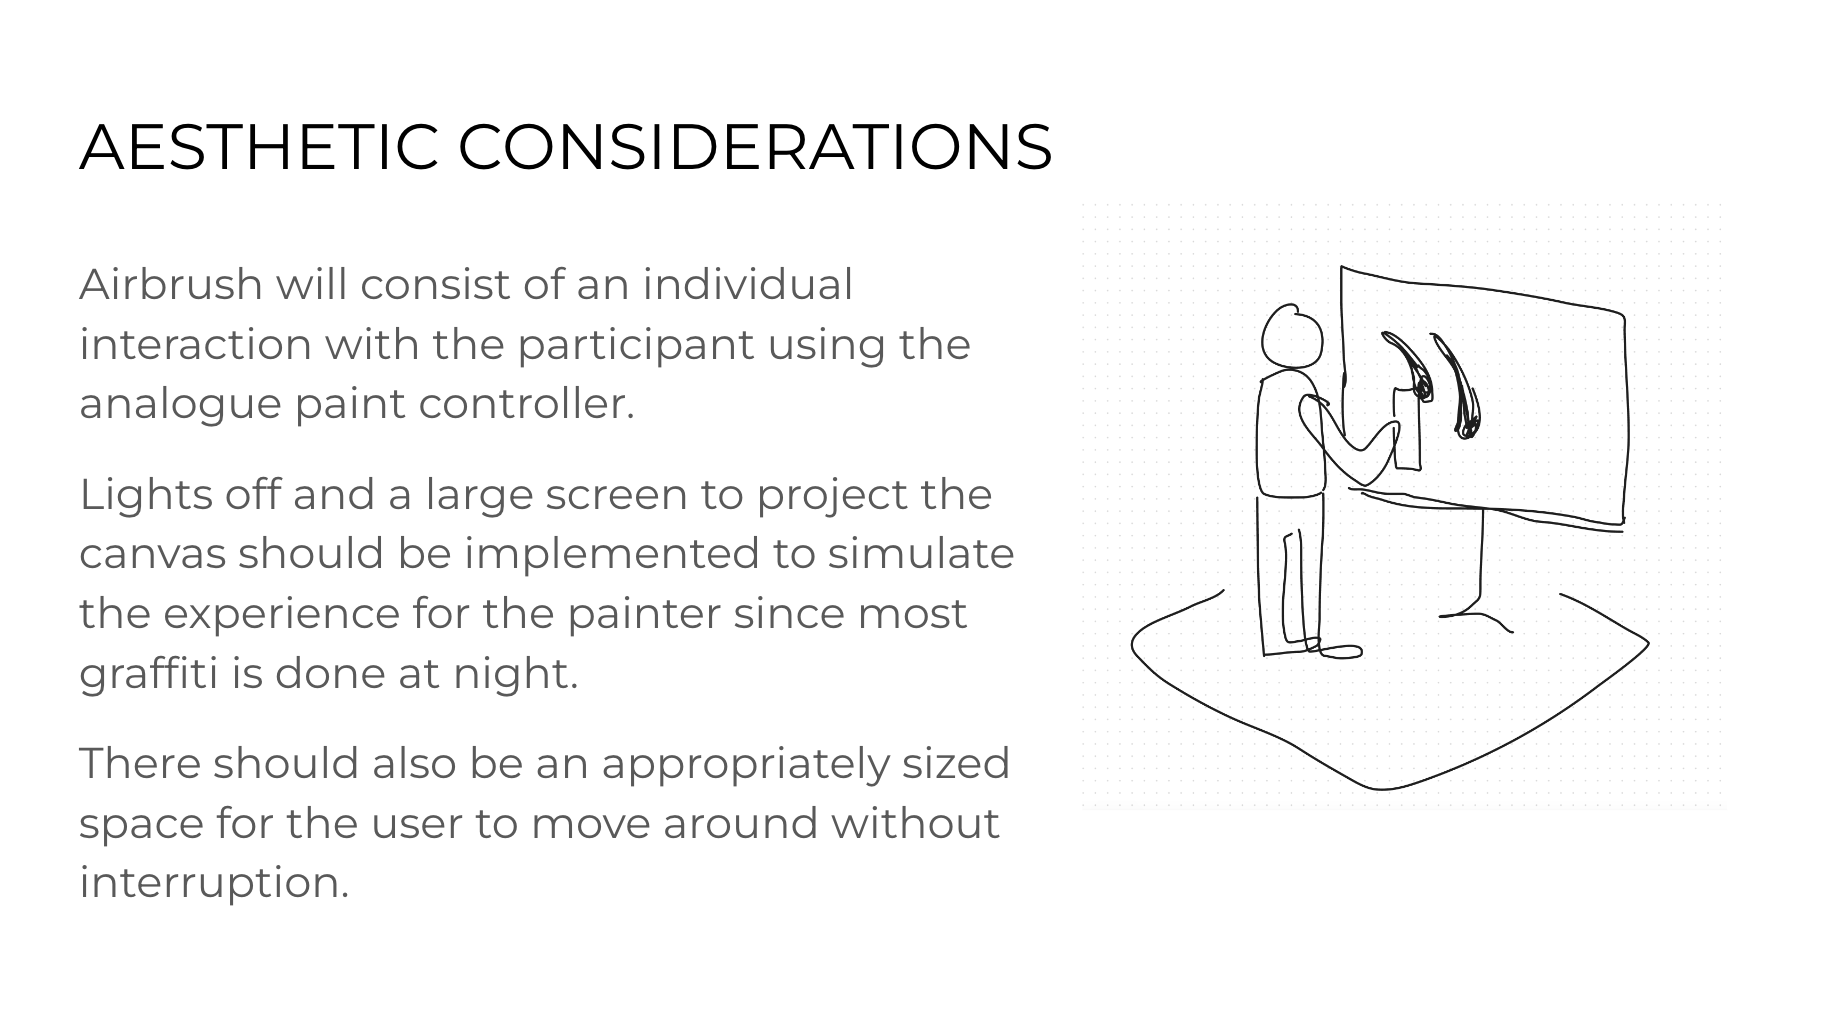 AESTHETIC CONSIDERATIONS
Airbrush will consist of an individual
interaction with the participant using the
analogue paint controller.
Lights off and a large screen to project the
canvas should be implemented to simulate
the experience for the painter since most
graffiti is done at night.
There should also be an appropriately sized
space for the user to move around without
interruption.